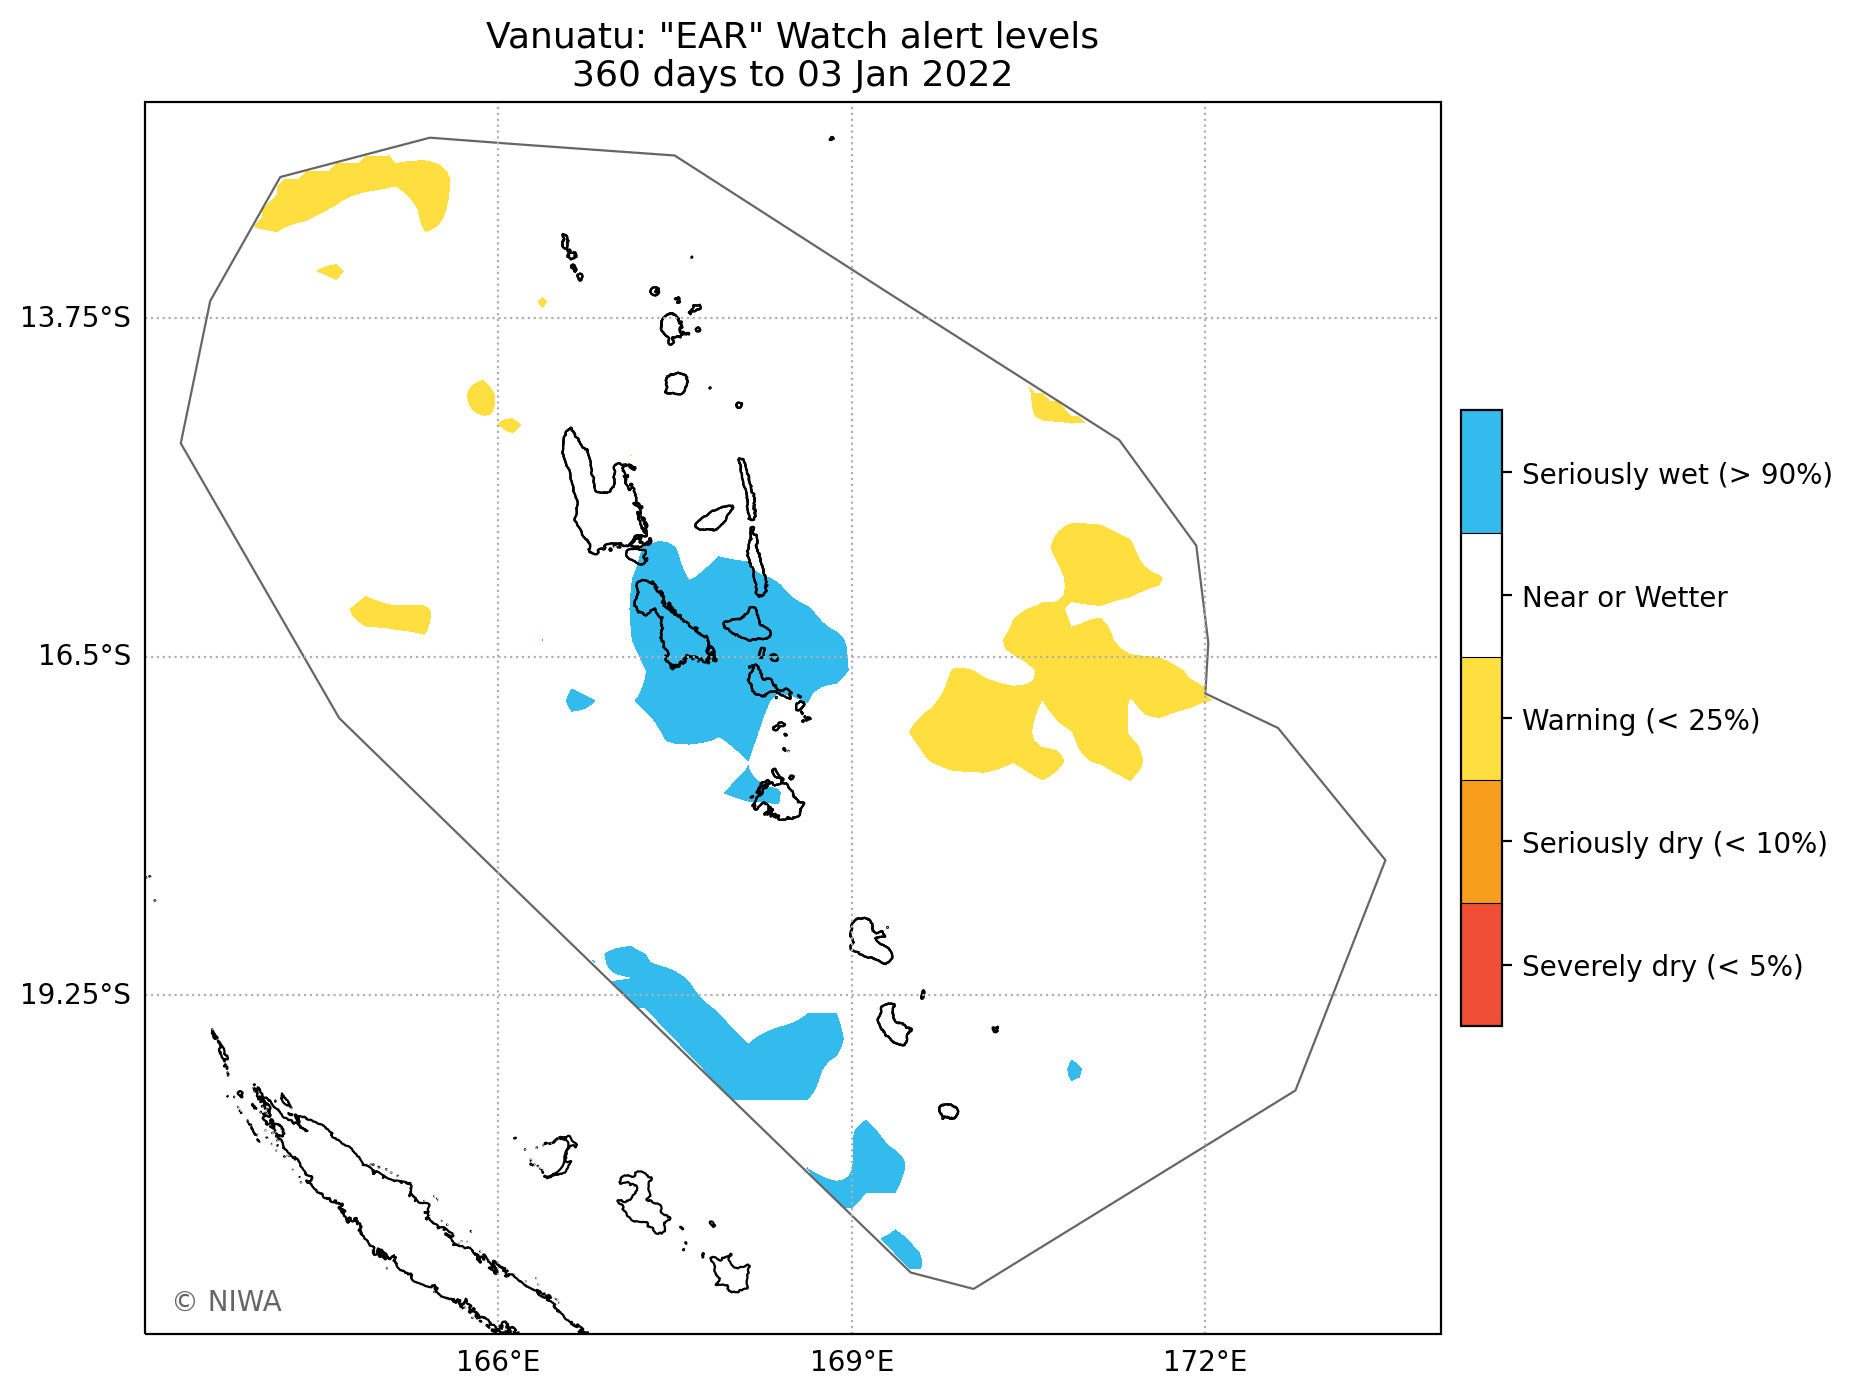 Vanuatu: "EAR" Watch alert levels
360 days to 03 Jan 2022
13.75°S
16.5°S
19.25°S
166°E
169°E
172°E
Seriously wet (> 90%)
Near or Wetter
Warning (< 25%)
Seriously dry (< 10%)
Severely dry (< 5%)
© NIWA